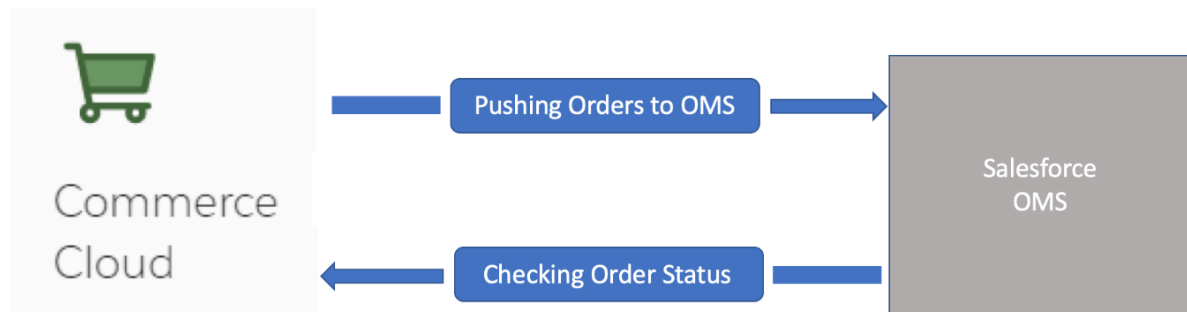 Commerce
Cloud
Pushing Orders to OMS
Checking Order Status
Salesforce
OMS